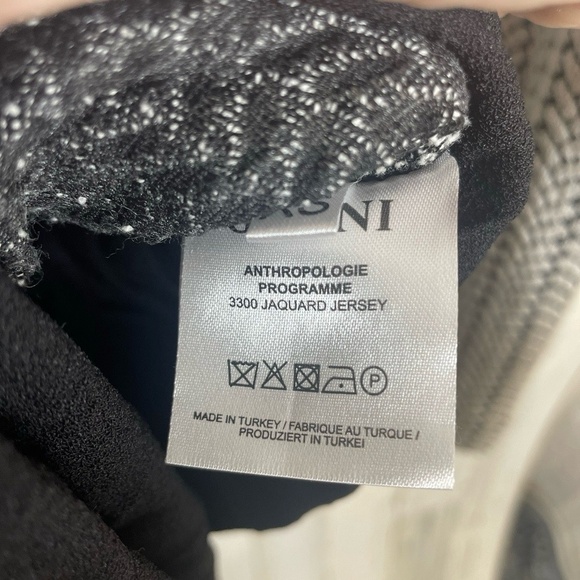 ANTHROPOLOGIE
PROGRAMME
3300 JAQUARD JERSEY
P
MADE IN TURKEY / FABRIQUE AU TURQUE /
PRODUZIERT IN TURKEI